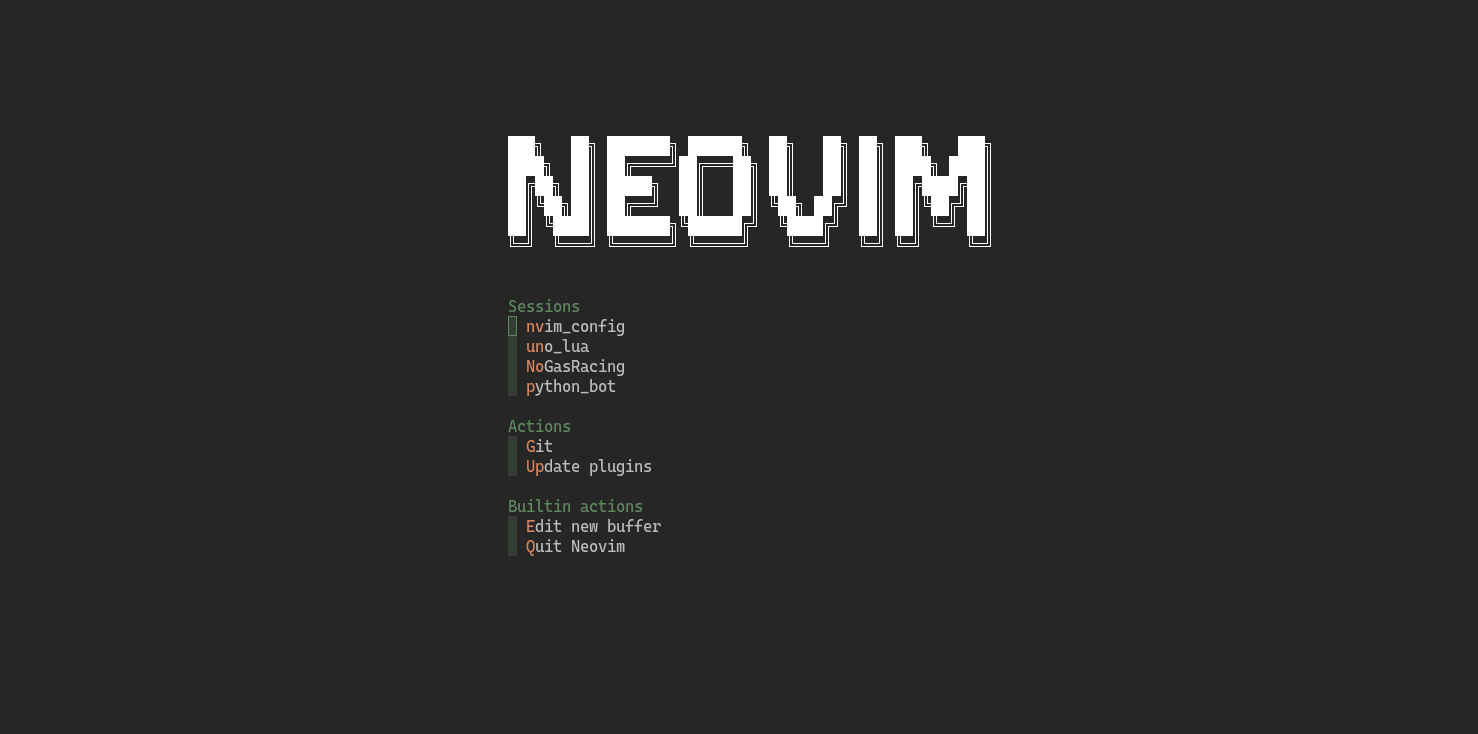 NEOVIM
Sessions
nvim_config
uno_lua
NoGasRacing
python_bot
Actions
Git
Update plugins
Builtin actions
Edit new buffer
Quit Neovim